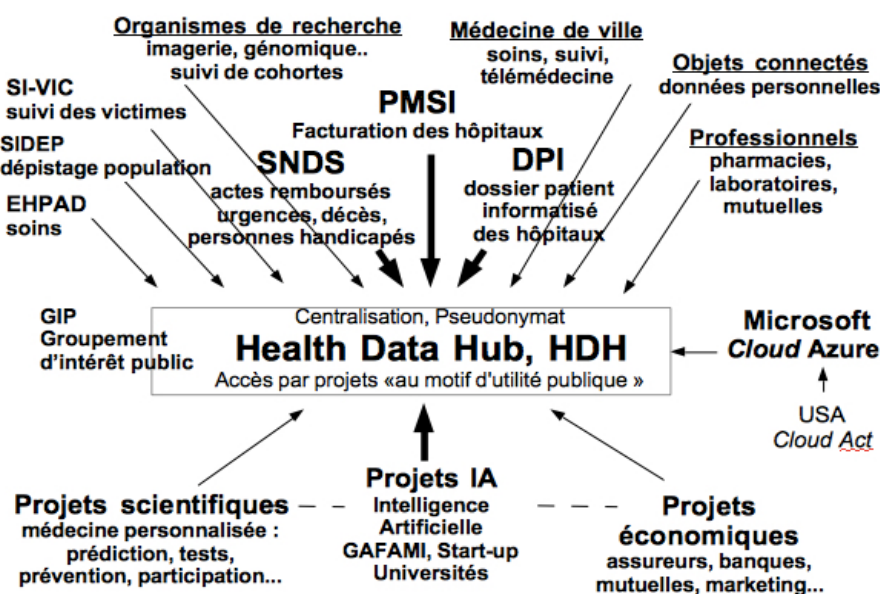 Organismes de recherche
imagerie, génomique..
suivi de cohortes
Médecine de ville
soins, suivi,
télémédecine
Objets connectés
données personnelles
SI-VIC
suivi des victimes
PMSI
Facturation des hôpitaux
Professionnels
pharmacies,
laboratoires,
mutuelles
SIDEP
dépistage population
SNDS
actes remboursés
urgences, décès,
personnes handicapés
DPI
dossier patient
informatisé
des hôpitaux
EHPAD
soins
GIP
Groupement
d'intérêt public
Centralisation, Pseudonymat
Health Data Hub, HDH
Accès par projets «au motif d'utilité publique »
Microsoft
Cloud Azure
USA
Cloud Act
Projets scientifiques
médecine personnalisée :
prédiction, tests,
prévention, participation...
Projets IA
Intelligence
Artificielle
GAFAMI, Start-up
Universités
Projets
économiques
assureurs, banques,
mutuelles, marketing...